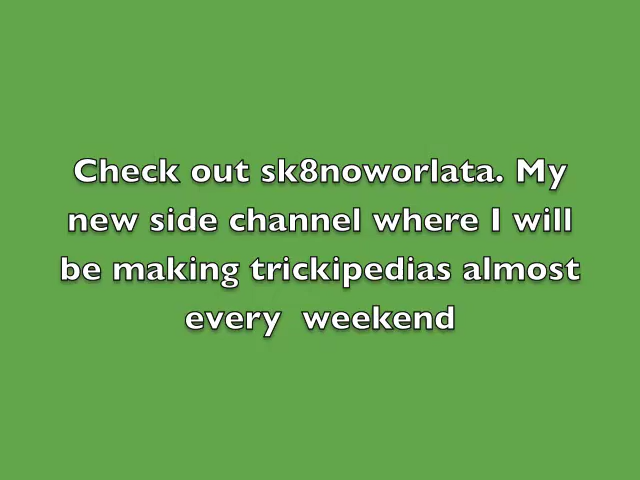 Check out sk8noworlata. My
new side channel where I will
be making trickipedias almost
every  weekend